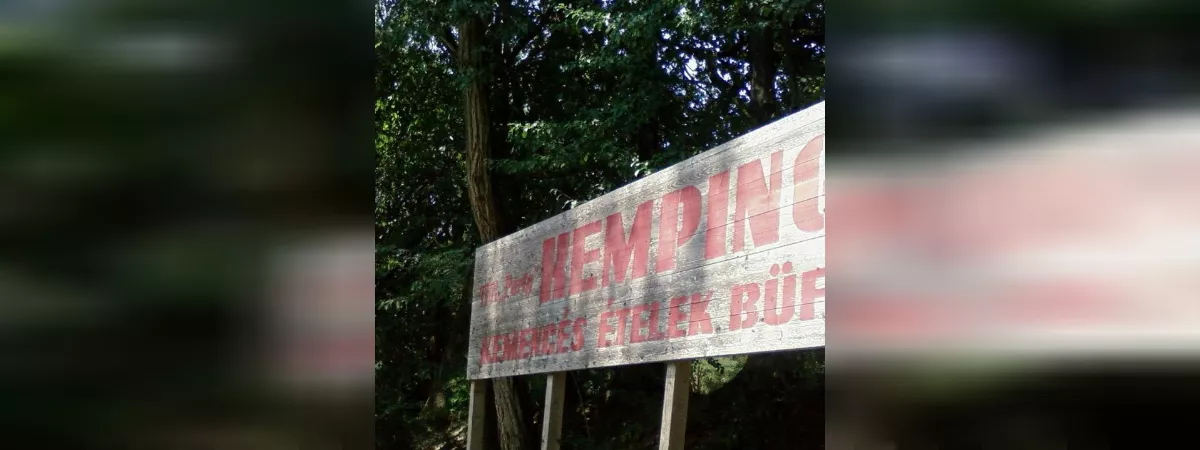 KEMPING
KEMENCÉS ÉTELEK BÜF